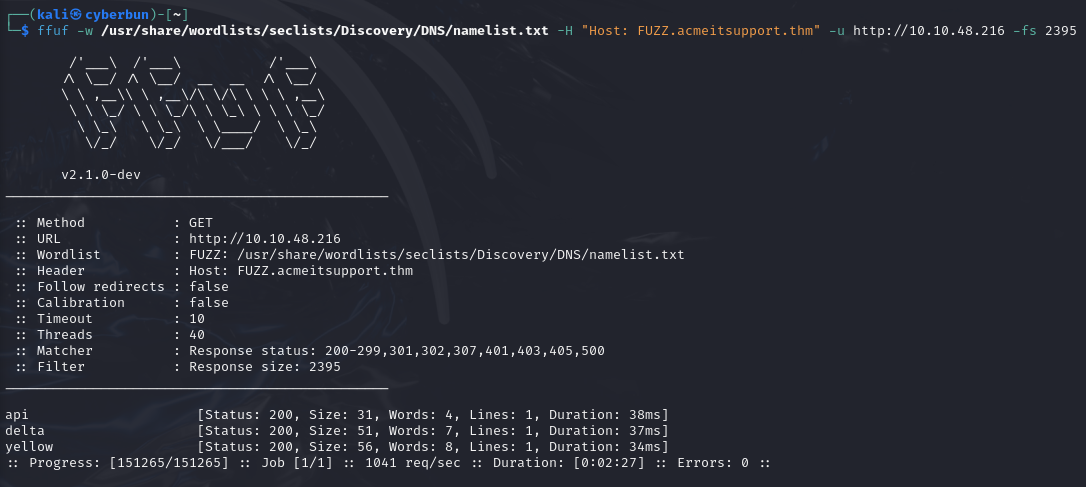 ┌──(kali㉿cyberbun)-[~]
└─$ ffuf -w /usr/share/wordlists/seclists/Discovery/DNS/namelist.txt -H "Host: FUZZ.acmeitsupport.thm" -u http://10.10.48.216 -fs 2395

        /'___\  /'___\           /'___\
       /\ \__/ /\ \__/  __  __  /\ \__/
       \ \ ,__\\ \ ,__\/\ \/\ \ \ \ ,__\
        \ \ \_/ \ \ \_/\ \ \_\ \ \ \ \_/
         \ \_\   \ \_\  \ \____/  \ \_\
          \/_/    \/_/   \/___/    \/_/

       v2.1.0-dev
________________________________________________

 :: Method           : GET
 :: URL              : http://10.10.48.216
 :: Wordlist         : FUZZ: /usr/share/wordlists/seclists/Discovery/DNS/namelist.txt
 :: Header           : Host: FUZZ.acmeitsupport.thm
 :: Follow redirects : false
 :: Calibration      : false
 :: Timeout          : 10
 :: Threads          : 40
 :: Matcher          : Response status: 200-299,301,302,307,401,403,405,500
 :: Filter           : Response size: 2395
________________________________________________

api                     [Status: 200, Size: 31, Words: 4, Lines: 1, Duration: 38ms]
delta                   [Status: 200, Size: 51, Words: 7, Lines: 1, Duration: 37ms]
yellow                  [Status: 200, Size: 56, Words: 8, Lines: 1, Duration: 34ms]
:: Progress: [151265/151265] :: Job [1/1] :: 1041 req/sec :: Duration: [0:02:27] :: Errors: 0 ::